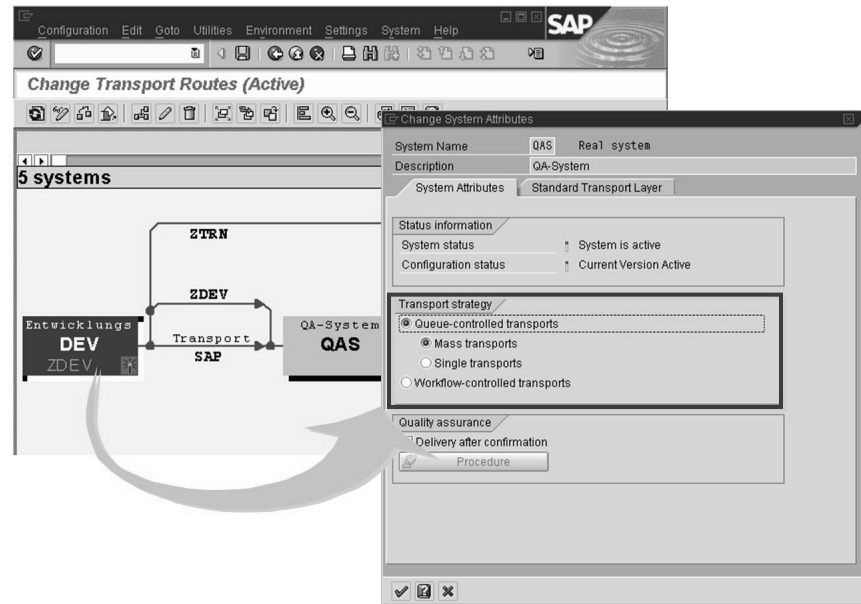 Configuration Edit Goto Utilities Environment Settings System Help
SAP
Change Transport Routes (Active)
5 systems
ZTRN
ZDEV
Transport
SAP
Entwicklungs
DEV
ZDEV
QA-System
QAS
Change System Attributes
System Name QAS Real system
Description QA-System
System Attributes Standard Transport Layer
Status information
System status System is active
Configuration status Current Version Active
Transport strategy
Queue-controlled transports
Mass transports
Single transports
Workflow-controlled transports
Quality assurance
Delivery after confirmation
Procedure